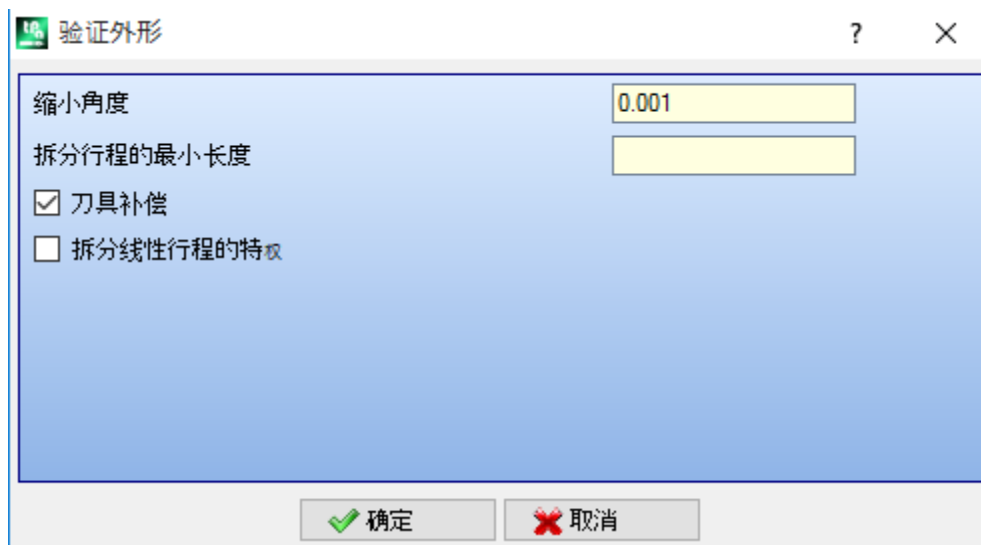 验证外形 ?
缩小角度 0.001
拆分行程的最小长度
刀具补偿
拆分线性行程的特权
确定 取消